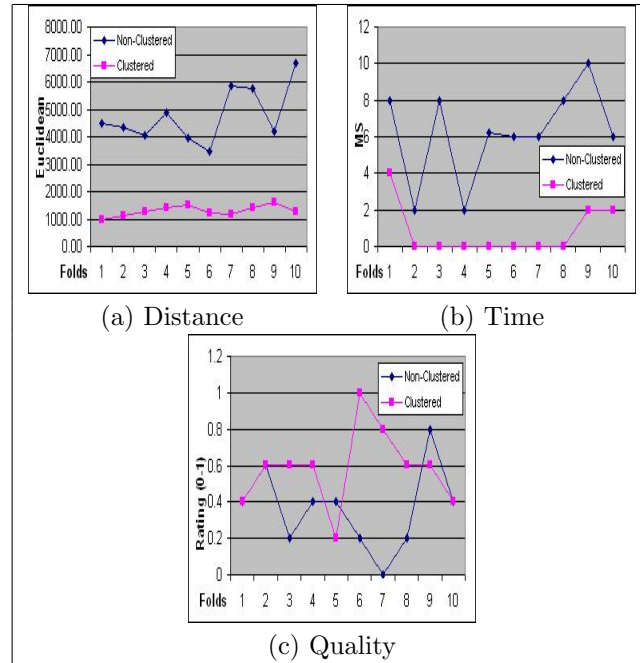 8000.00
7000.00
6000.00
5000.00
4000.00
3000.00
2000.00
1000.00
0.00
Euclidean
Non-Clustered
Clustered
Folds 1 2 3 4 5 6 7 8 9 10
(a) Distance
12
10
8
6
4
2
0
MS
Non-Clustered
Clustered
Folds 1 2 3 4 5 6 7 8 9 10
(b) Time
1.2
1
0.8
0.6
0.4
0.2
0
Rating (0-1)
Non-Clustered
Clustered
Folds 1 2 3 4 5 6 7 8 9 10
(c) Quality